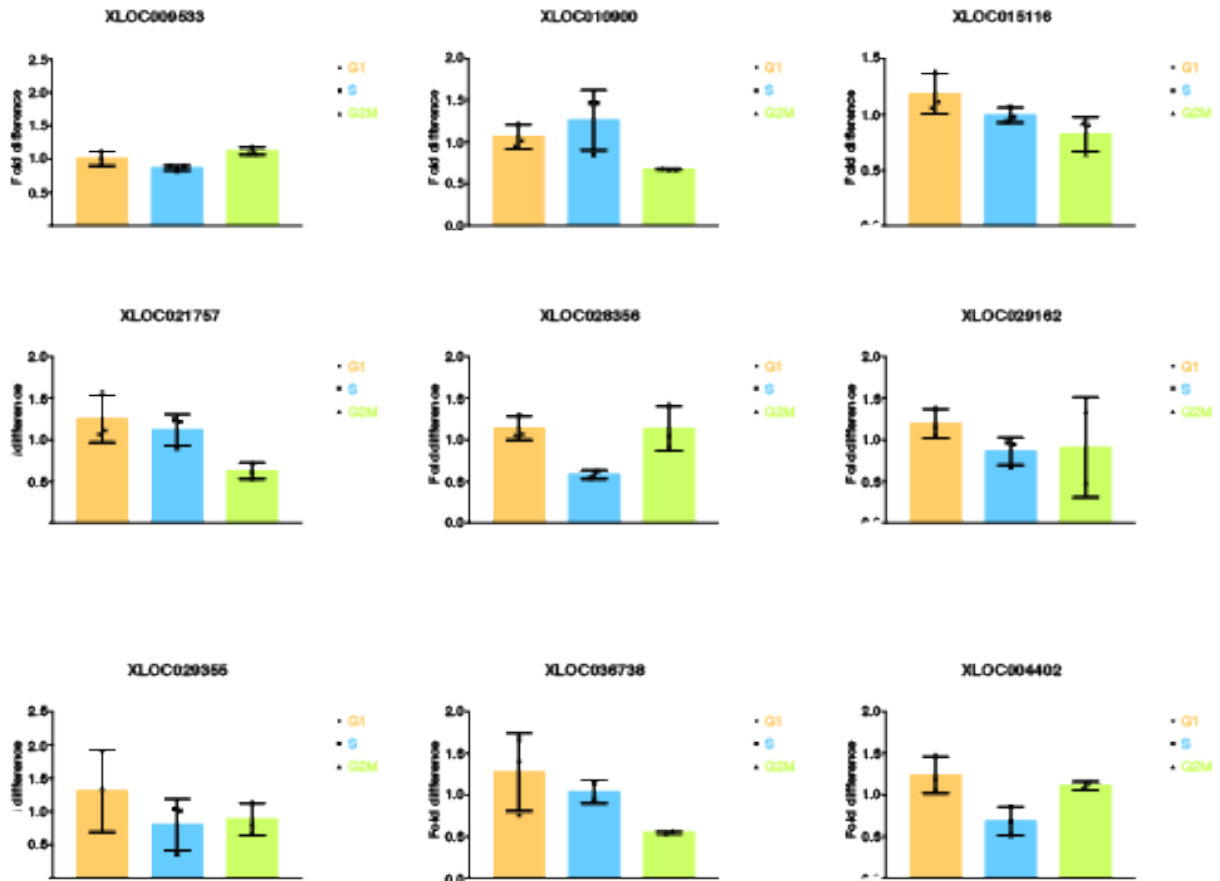 XLOC009533
2.5
2.0
1.5
1.0
0.5
Fold difference
G1
S
G2M
XLOC010900
2.0
1.5
1.0
0.5
0.0
Fold difference
G1
S
G2M
XLOC015116
1.5
1.0
0.5
Fold difference
G1
S
G2M
XLOC021757
2.0
1.5
1.0
0.5
difference
G1
S
G2M
XLOC028356
2.0
1.5
1.0
0.5
0.0
Fold difference
G1
S
G2M
XLOC029162
2.0
1.5
1.0
0.5
Fold difference
G1
S
G2M
XLOC029355
2.5
2.0
1.5
1.0
0.5
difference
G1
S
G2M
XLOC036738
2.0
1.5
1.0
0.5
0.0
Fold difference
G1
S
G2M
XLOC004402
2.0
1.5
1.0
0.5
Fold difference
G1
S
G2M